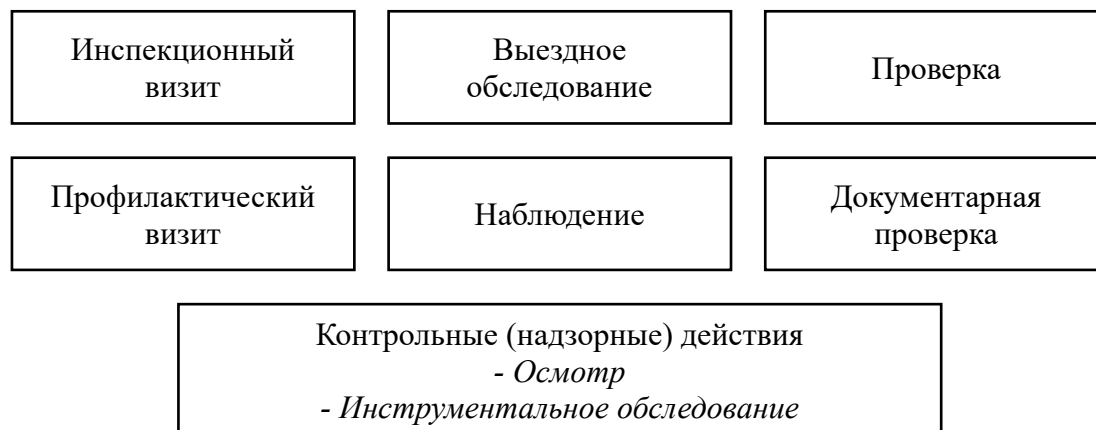 Инспекционный
визит
Выездное
обследование
Проверка
Профилактический
визит
Наблюдение
Документарная
проверка
Контрольные (надзорные) действия
- Осмотр
- Инструментальное обследование